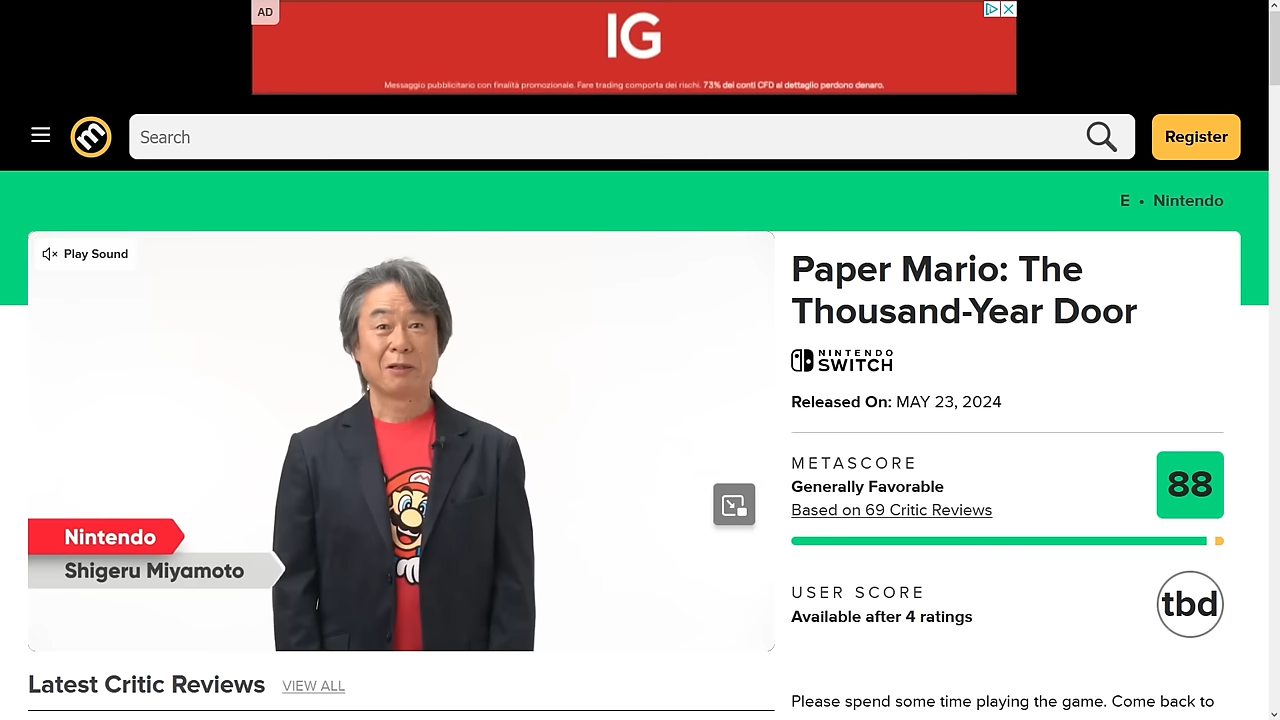 AD
IG
Messaggio pubblicitario con finalità promozionale. Fare trading comporta dei rischi. 73% dei conti CFD al dettaglio perdono denaro.
m
Search
Register
E • Nintendo
Play Sound
Nintendo
Shigeru Miyamoto
Paper Mario: The
Thousand-Year Door
NINTENDO
SWITCH
Released On: MAY 23, 2024
METASCORE
Generally Favorable
Based on 69 Critic Reviews
88
USER SCORE
Available after 4 ratings
tbd
Latest Critic Reviews VIEW ALL
Please spend some time playing the game. Come back to